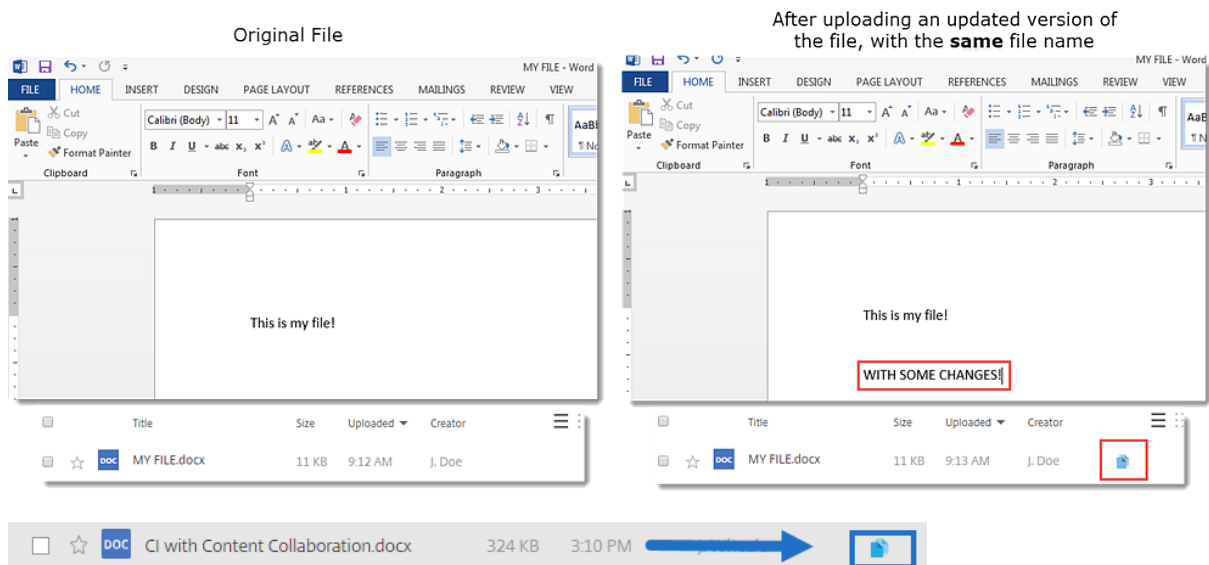 Original File
MY FILE - Word
FILE HOME INSERT DESIGN PAGE LAYOUT REFERENCES MAILINGS REVIEW VIEW
Cut
Copy
Format Painter
Paste
Calibri (Body) 11
Clipboard Font Paragraph
This is my file!
Title Size Uploaded Creator
DOC MY FILE.docx 11 KB 9:12 AM J. Doe
After uploading an updated version of
the file, with the same file name
MY FILE - Word
FILE HOME INSERT DESIGN PAGE LAYOUT REFERENCES MAILINGS REVIEW VIEW
Cut
Copy
Format Painter
Paste
Calibri (Body) 11
Clipboard Font Paragraph
This is my file!
WITH SOME CHANGES!
Title Size Uploaded Creator
DOC MY FILE.docx 11 KB 9:13 AM J. Doe
DOC CI with Content Collaboration.docx 324 KB 3:10 PM